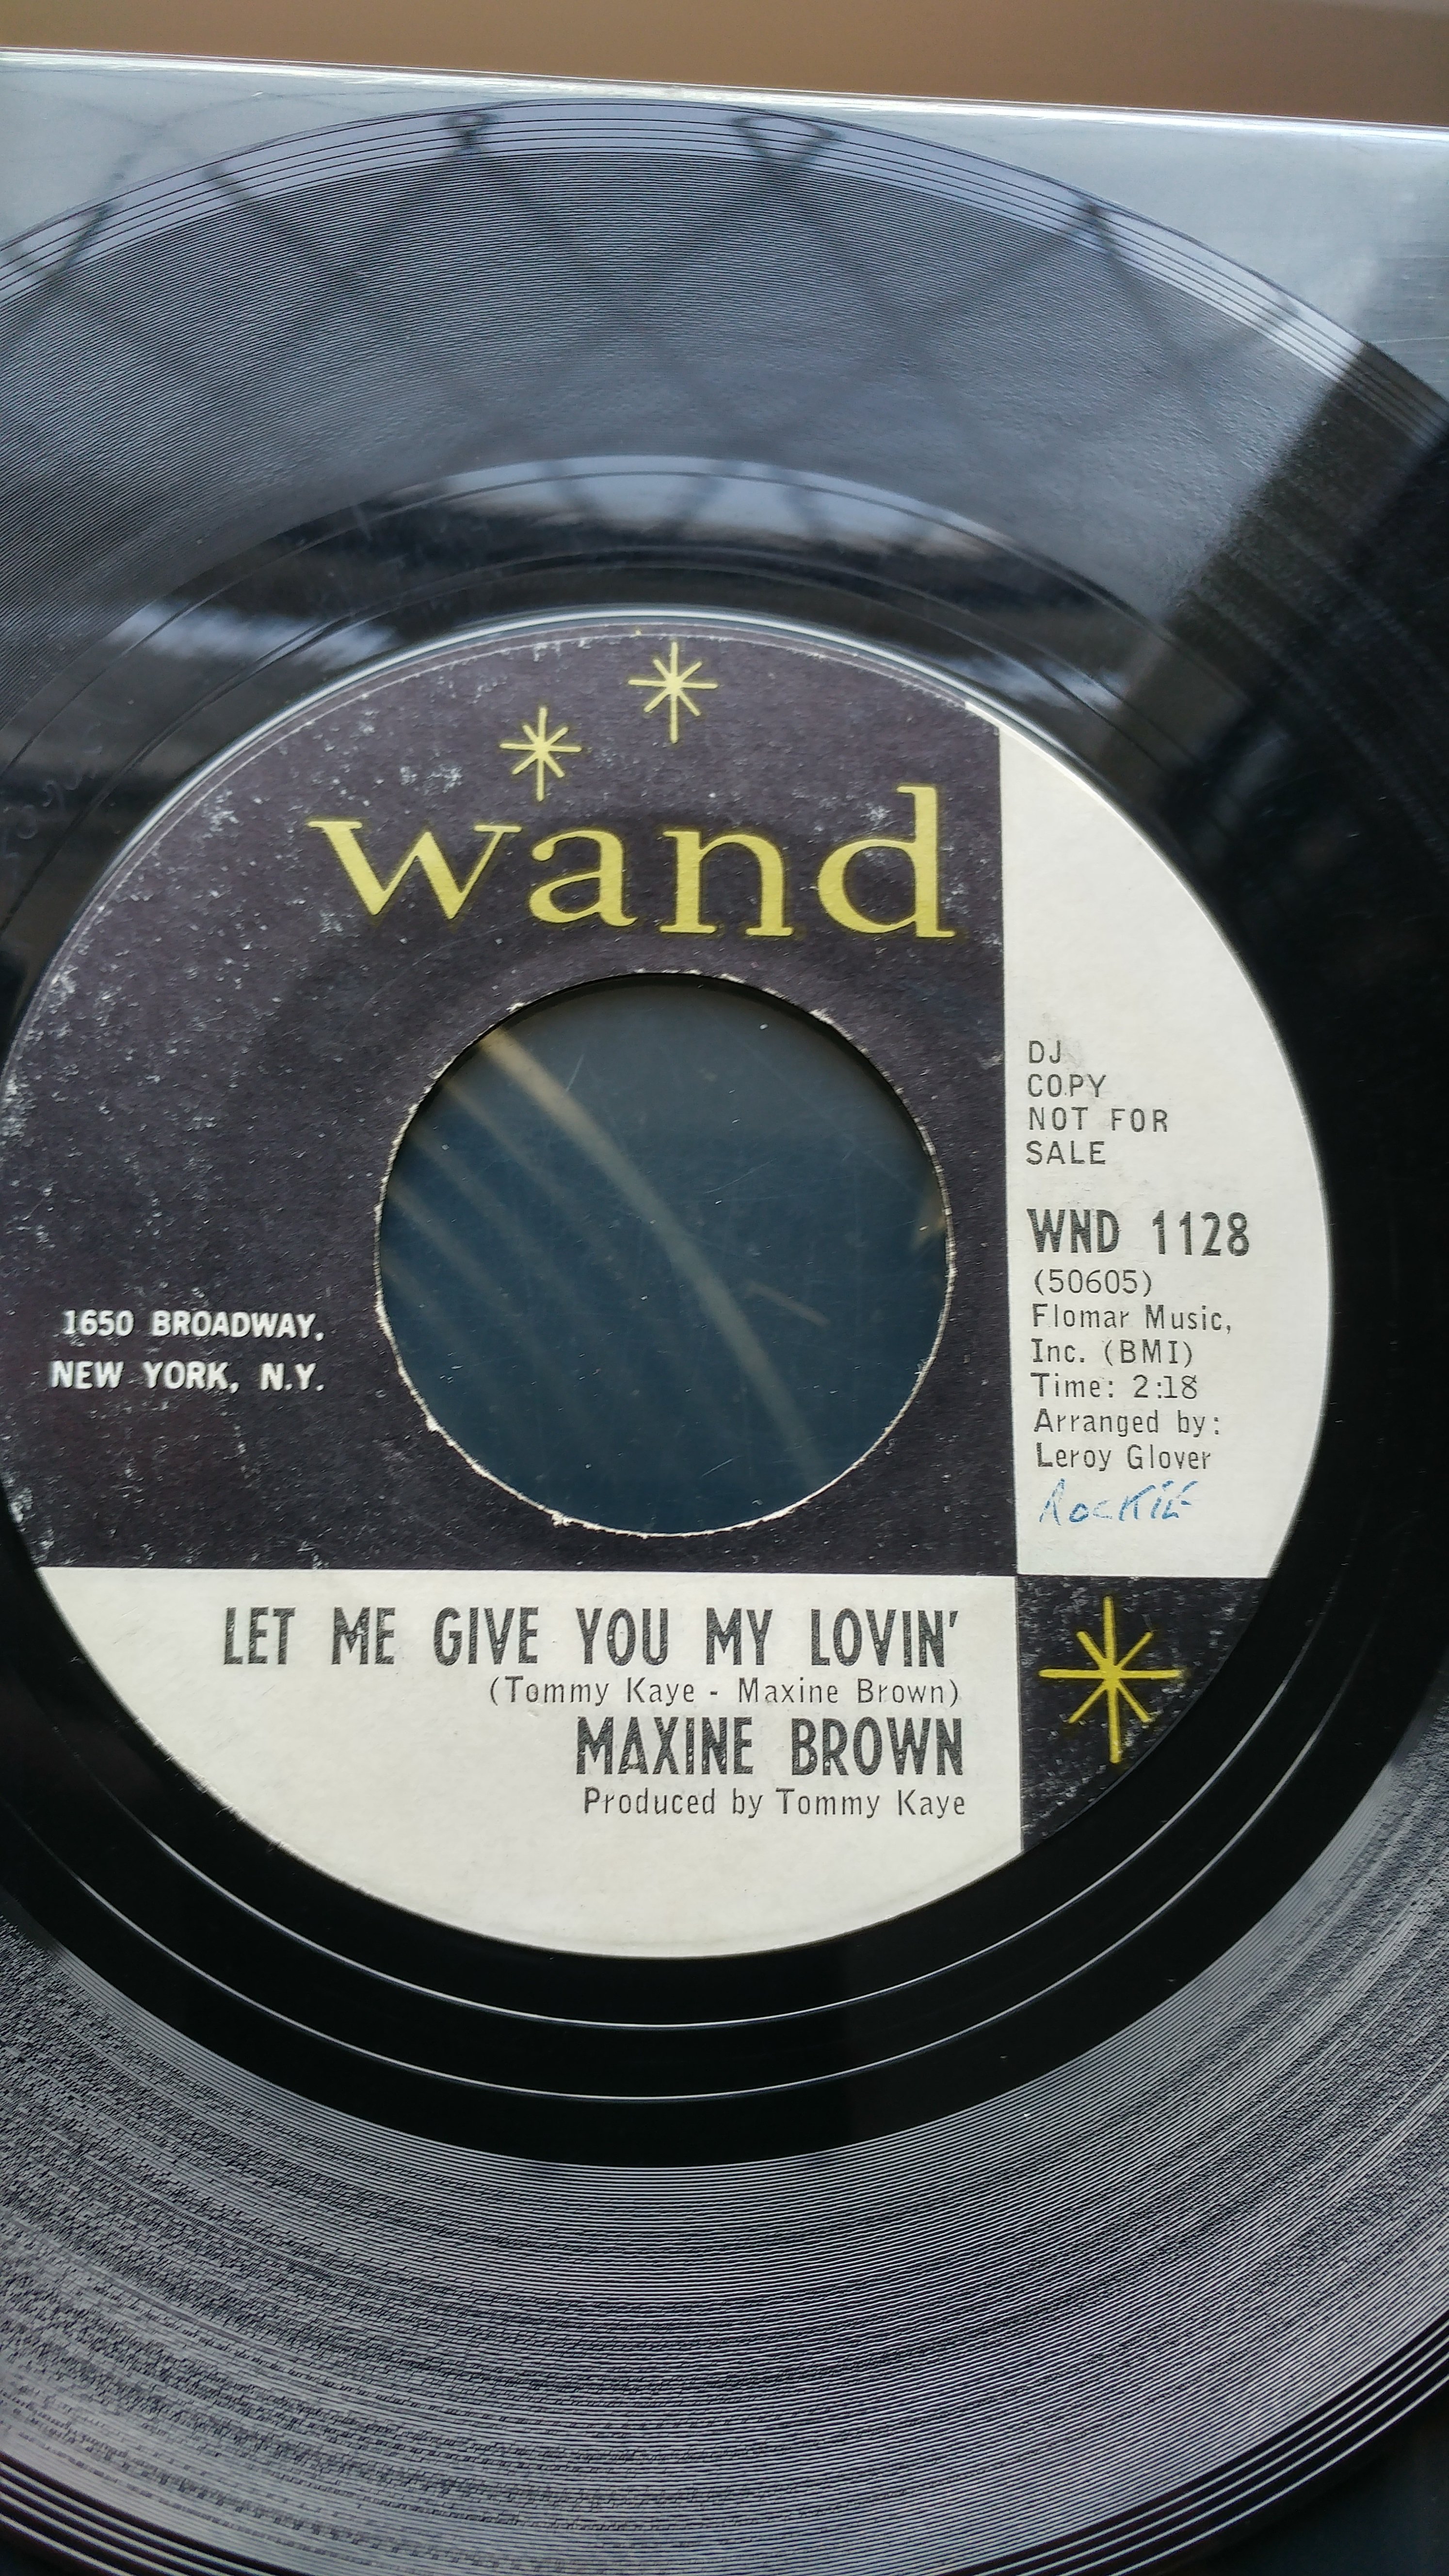 wand
DJ
COPY
NOT FOR
SALE
WND 1128
(50605)
Flomar Music,
Inc. (BMI)
Time: 2:18
Arranged by:
Leroy Glover
ROCKIE
1650 BROADWAY,
NEW YORK, N.Y.
LET ME GIVE YOU MY LOVIN'
(Tommy Kaye - Maxine Brown)
MAXINE BROWN
Produced by Tommy Kaye